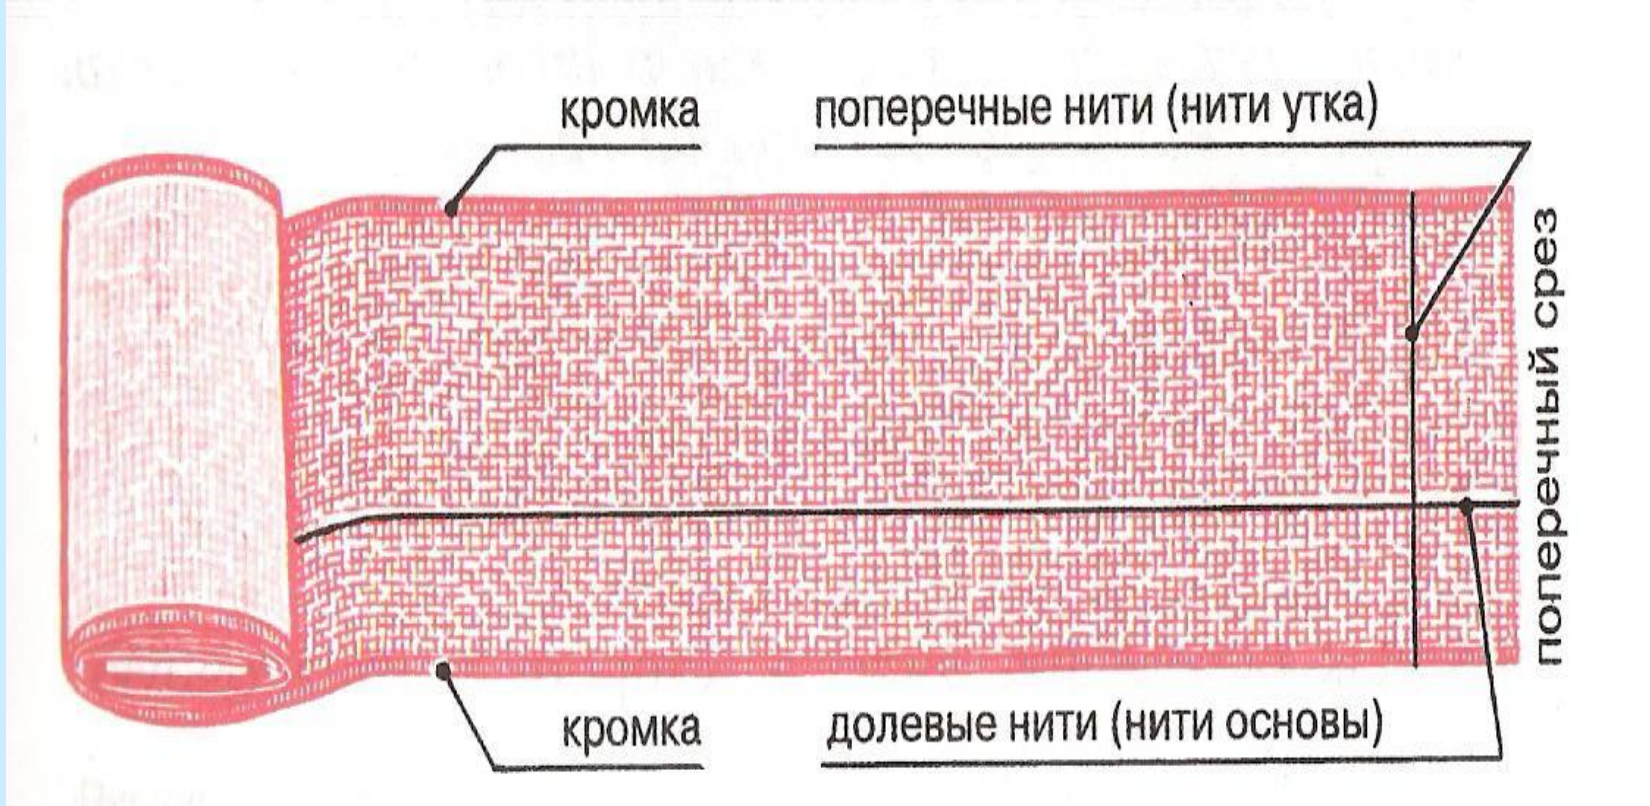 кромка
поперечные нити (нити утка)
поперечный срез
кромка
долевые нити (нити основы)